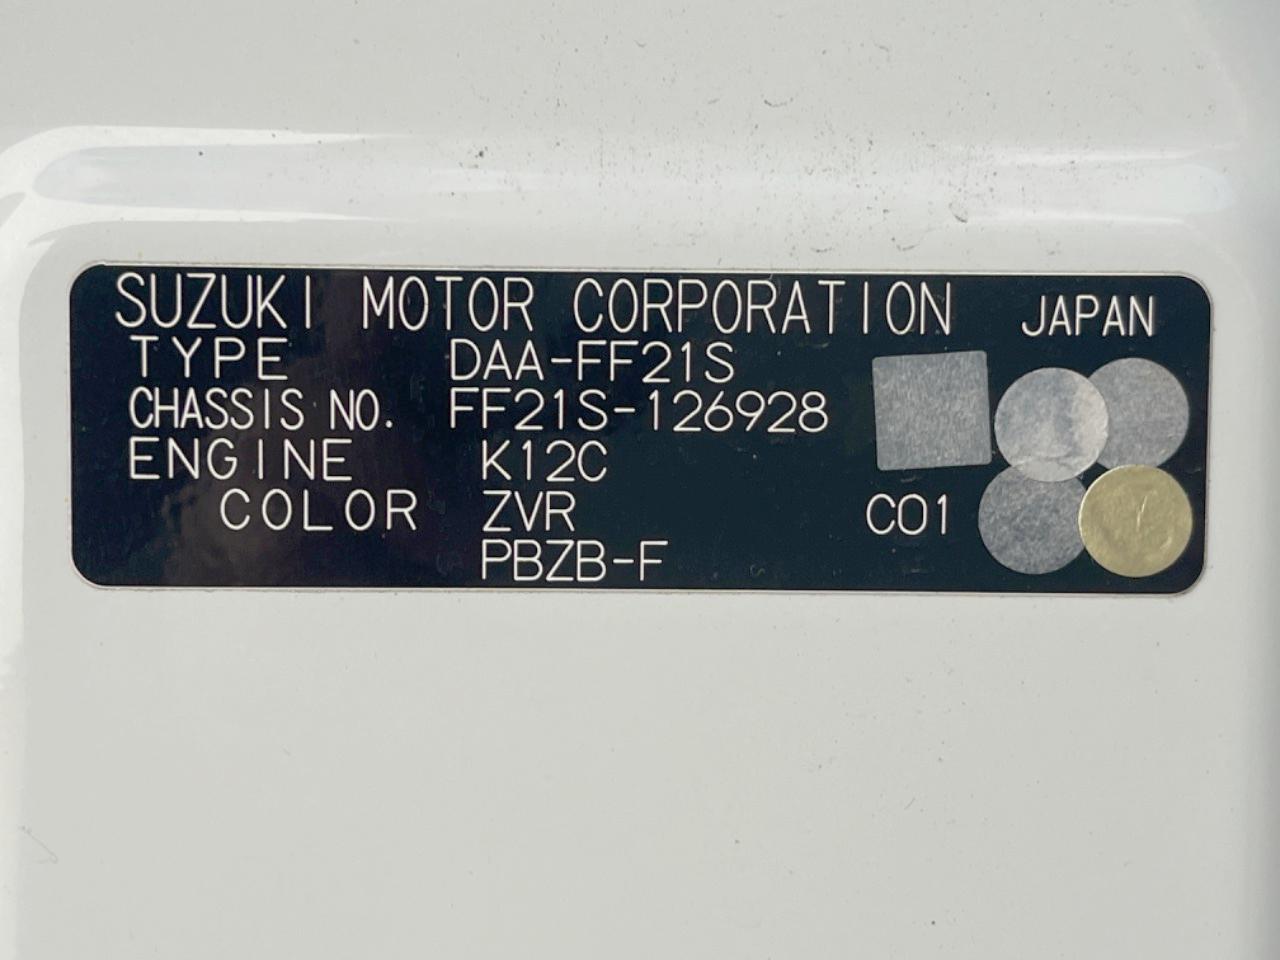 SUZUKI MOTOR CORPORATION JAPAN
TYPE DAA-FF21S
CHASSIS NO. FF21S-126928
ENGINE K12C
COLOR ZVR C01
PBZB-F